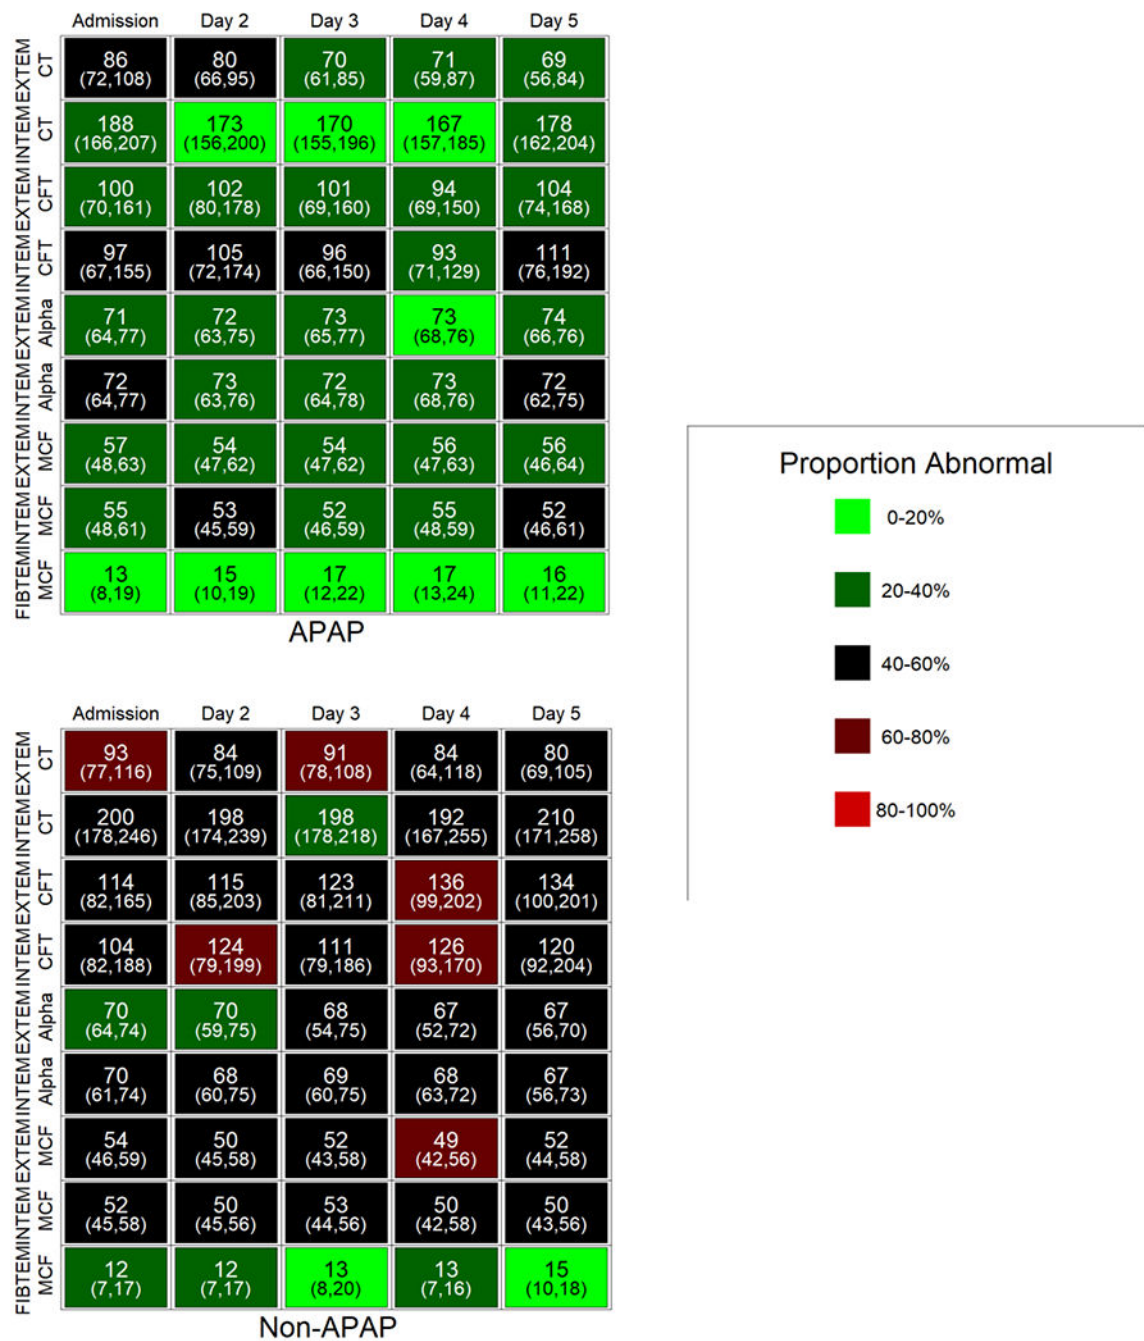 Admission Day 2 Day 3 Day 4 Day 5
EXTEM CT
86 80 70 71 69
(72,108) (66,95) (61,85) (59,87) (56,84)
INTEM CT
188 173 170 167 178
(166,207) (156,200) (155,196) (157,185) (162,204)
EXTEM CFT
100 102 101 94 104
(70,161) (80,178) (69,160) (69,150) (74,168)
INTEM CFT
97 105 96 93 111
(67,155) (72,174) (66,150) (71,129) (76,192)
EXTEM Alpha
71 72 73 73 74
(64,77) (63,75) (65,77) (68,76) (66,76)
INTEM Alpha
72 73 72 73 72
(64,77) (63,76) (64,78) (68,76) (62,75)
EXTEM MCF
57 54 54 56 56
(48,63) (47,62) (47,62) (47,63) (46,64)
INTEM MCF
55 53 52 55 52
(48,61) (45,59) (46,59) (48,59) (46,61)
FIBTEM MCF
13 15 17 17 16
(8,19) (10,19) (12,22) (13,24) (11,22)
APAP
Proportion Abnormal
0-20%
20-40%
40-60%
60-80%
80-100%
Admission Day 2 Day 3 Day 4 Day 5
EXTEM CT
93 84 91 84 80
(77,116) (75,109) (78,108) (64,118) (69,105)
INTEM CT
200 198 198 192 210
(178,246) (174,239) (178,218) (167,255) (171,258)
EXTEM CFT
114 115 123 136 134
(82,165) (85,203) (81,211) (99,202) (100,201)
INTEM CFT
104 124 111 126 120
(82,188) (79,199) (79,186) (93,170) (92,204)
EXTEM Alpha
70 70 68 67 67
(64,74) (59,75) (54,75) (52,72) (56,70)
INTEM Alpha
70 68 69 68 67
(61,74) (60,75) (60,75) (63,72) (56,73)
EXTEM MCF
54 50 52 49 52
(46,59) (45,58) (43,58) (42,56) (44,58)
INTEM MCF
52 50 53 50 50
(45,58) (45,56) (44,56) (42,58) (43,56)
FIBTEM MCF
12 12 13 13 15
(7,17) (7,17) (8,20) (7,16) (10,18)
Non-APAP